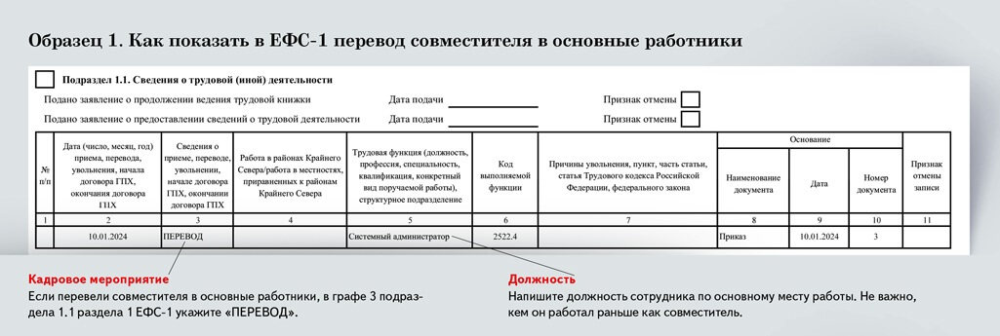 Образец 1. Как показать в ЕФС-1 перевод совместителя в основные работники
Подраздел 1.1. Сведения о трудовой (иной) деятельности
Подано заявление о продолжении ведения трудовой книжки Дата подачи Признак отмены
Подано заявление о предоставлении сведений о трудовой деятельности Дата подачи Признак отмены
№
п/п
Дата (число, месяц, год)
приема, перевода,
увольнения, начала
договора ГПХ,
окончания договора
ГПХ
Сведения о
приеме, переводе,
увольнении,
начале договора
ГПХ, окончании
договора ГПХ
Работа в районах Крайнего
Севера/работа в местностях,
приравненных к районам
Крайнего Севера
Трудовая функция (должность,
профессия, специальность,
квалификация, конкретный
вид поручаемой работы),
структурное подразделение
Код
выполняемой
функции
Причины увольнения, пункт, часть статьи,
статья Трудового кодекса Российской
Федерации, федерального закона
Основание
Наименование
документа
Дата
Номер
документа
Признак
отмены
записи
1 2 3 4 5 6 7 8 9 10 11
10.01.2024 ПЕРЕВОД Системный администратор 2522.4 Приказ 10.01.2024 3
Кадровое мероприятие
Если перевели совместителя в основные работники, в графе 3 подраз-
дела 1.1 раздела 1 ЕФС-1 укажите «ПЕРЕВОД».
Должность
Напишите должность сотрудника по основному месту работы. Не важно,
кем он работал раньше как совместитель.